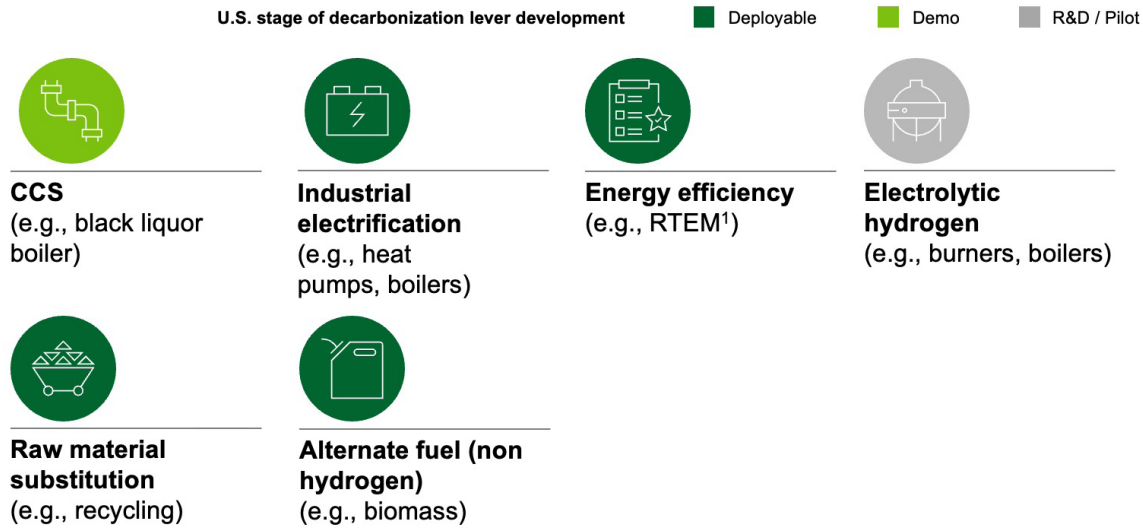 U.S. stage of decarbonization lever development
Deployable
Demo
R&D / Pilot
CCS
(e.g., black liquor
boiler)
Industrial
electrification
(e.g., heat
pumps, boilers)
Energy efficiency
(e.g., RTEM¹)
Electrolytic
hydrogen
(e.g., burners, boilers)
Raw material
substitution
(e.g., recycling)
Alternate fuel (non
hydrogen)
(e.g., biomass)